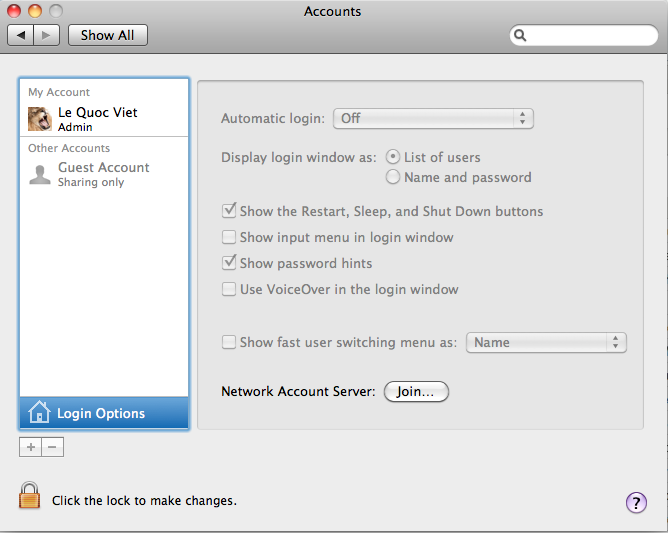 Accounts
Show All
My Account
Le Quoc Viet
Admin
Other Accounts
Guest Account
Sharing only
Login Options
Automatic login: Off
Display login window as: List of users
Name and password
Show the Restart, Sleep, and Shut Down buttons
Show input menu in login window
Show password hints
Use VoiceOver in the login window
Show fast user switching menu as: Name
Network Account Server: Join...
+ −
Click the lock to make changes.
?